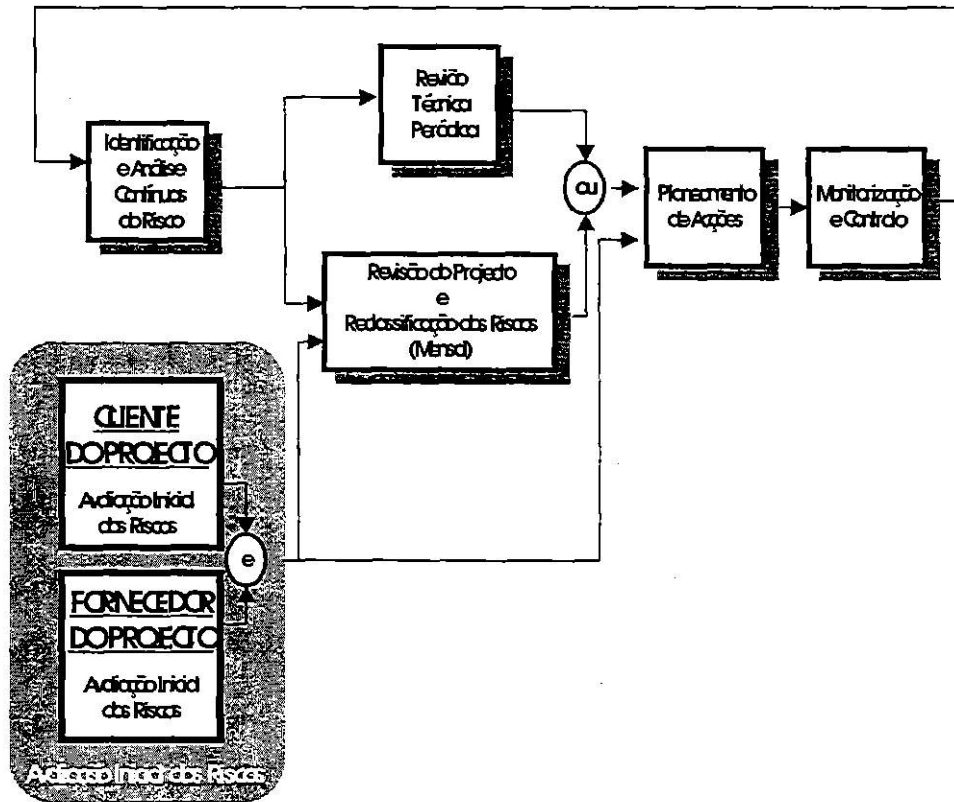 Revisão
Técnica
Periódica
Identificação
e Análise
Contínuas
do Risco
ou
Planeamento
de Acções
Monitorização
e Controlo
Revisão do Projecto
e
Reclassificação dos Riscos
(Mensal)
CLIENTE
DO PROJECTO
Avaliação Inicial
dos Riscos
e
FORNECEDOR
DO PROJECTO
Avaliação Inicial
dos Riscos
Avaliação Inicial dos Riscos